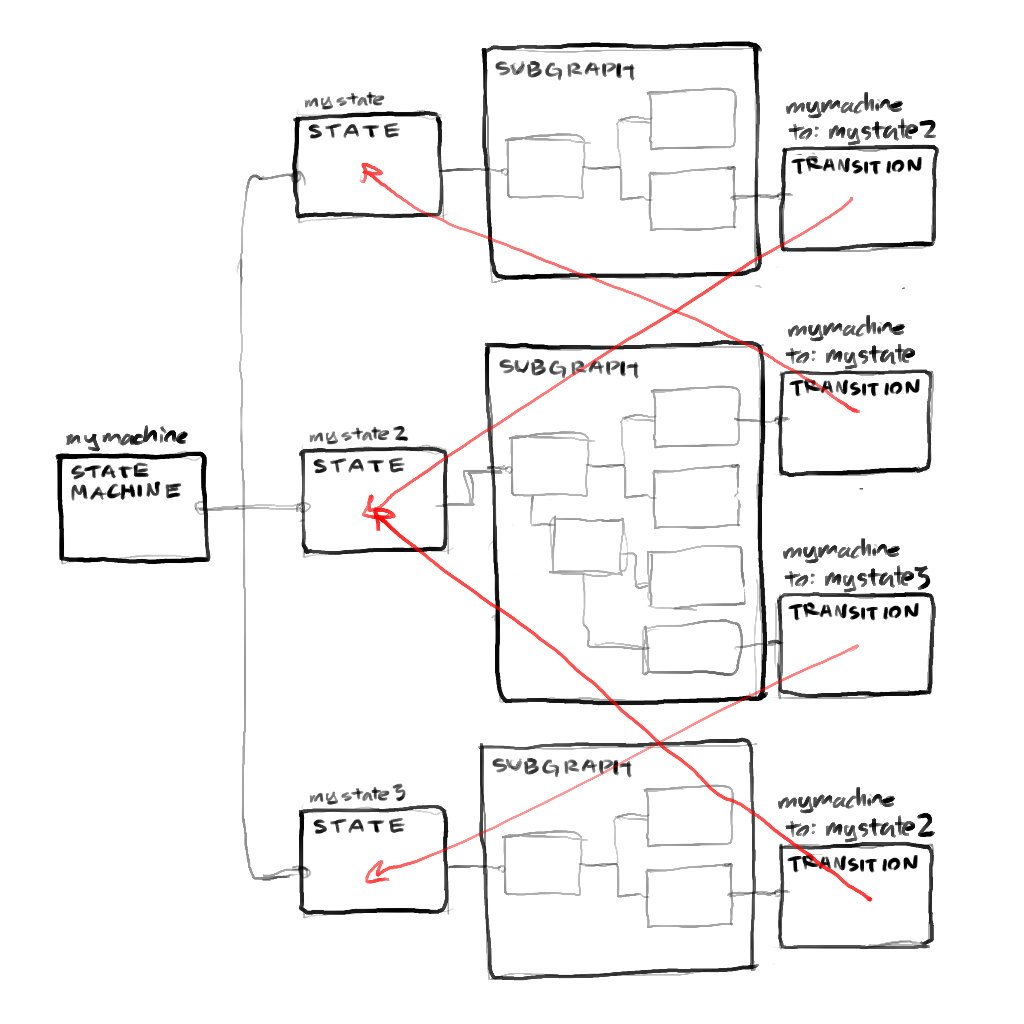 SUBGRAPH
mystate
STATE
mymachine
to: mystate2
TRANSITION
mymachine
to: mystate
TRANSITION
SUBGRAPH
mymachine
STATE
MACHINE
mystate2
STATE
mymachine
to: mystate3
TRANSITION
SUBGRAPH
mystate3
STATE
mymachine
to: mystate2
TRANSITION